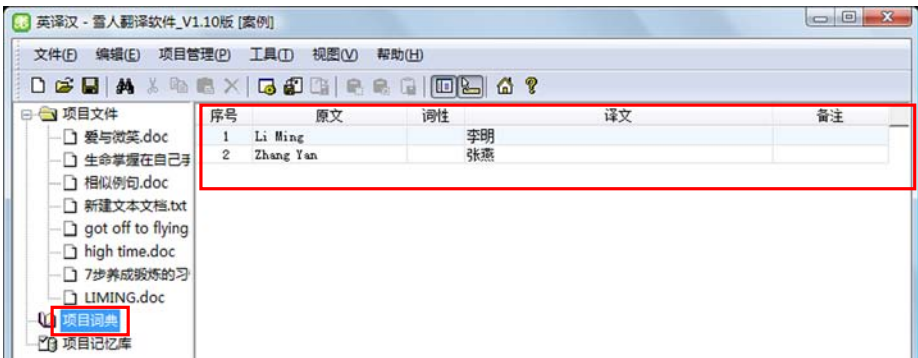 英译汉 - 雪人翻译软件_V1.10版 [案例]
文件(F) 编辑(E) 项目管理(P) 工具(T) 视图(V) 帮助(H)
项目文件
爱与微笑.doc
生命掌握在自己手
相似例句.doc
新建文本文档.txt
got off to flying
high time.doc
7步养成锻炼的习
LIMING.doc
项目词典
项目记忆库
序号 原文 词性 译文 备注
1 Li Ming 李明
2 Zhang Yan 张燕